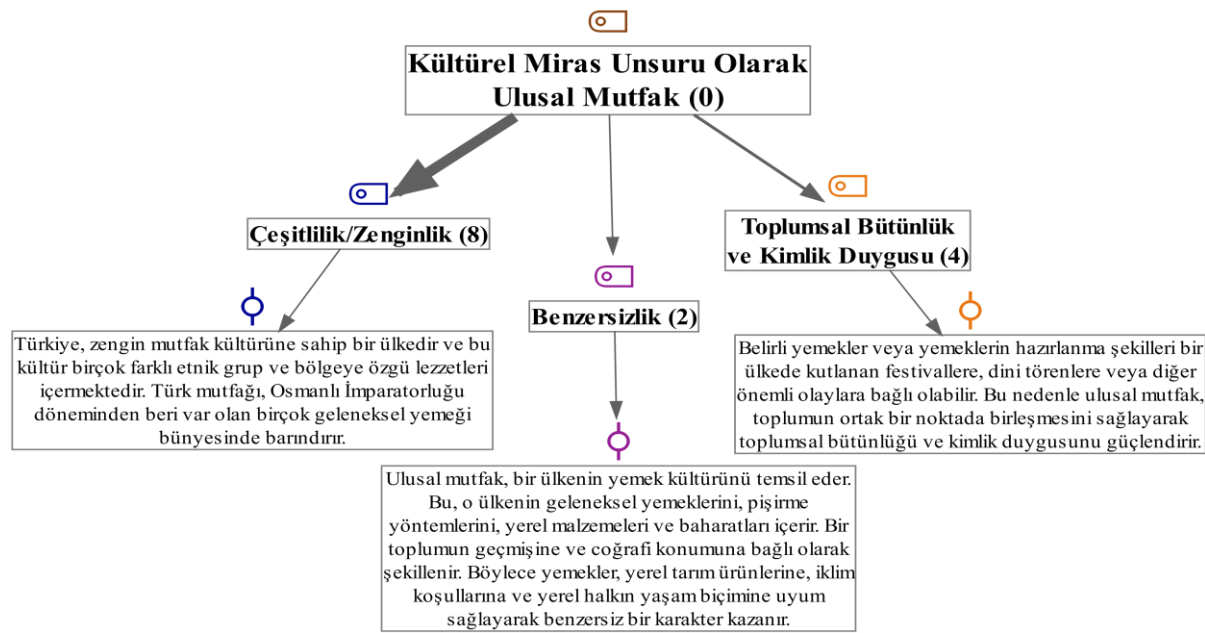 Kültürel Miras Unsuru Olarak
Ulusal Mutfak (0)
Çeşitlilik/Zenginlik (8)
Türkiye, zengin mutfak kültürüne sahip bir ülkedir ve bu
kültür birçok farklı etnik grup ve bölgeye özgü lezzetleri
içermektedir. Türk mutfağı, Osmanlı İmparatorluğu
döneminden beri var olan birçok geleneksel yemeği
bünyesinde barındırır.
Benzersizlik (2)
Ulusal mutfak, bir ülkenin yemek kültürünü temsil eder.
Bu, o ülkenin geleneksel yemeklerini, pişirme
yöntemlerini, yerel malzemeleri ve baharatları içerir. Bir
toplumun geçmişine ve coğrafi konumuna bağlı olarak
şekillenir. Böylece yemekler, yerel tarım ürünlerine, iklim
koşullarına ve yerel halkın yaşam biçimine uyum
sağlayarak benzersiz bir karakter kazanır.
Toplumsal Bütünlük
ve Kimlik Duygusu (4)
Belirli yemekler veya yemeklerin hazırlanma şekilleri bir
ülkede kutlanan festivallere, dini törenlere veya diğer
önemli olaylara bağlı olabilir. Bu nedenle ulusal mutfak,
toplumun ortak bir noktada birleşmesini sağlayarak
toplumsal bütünlüğü ve kimlik duygusunu güçlendirir.